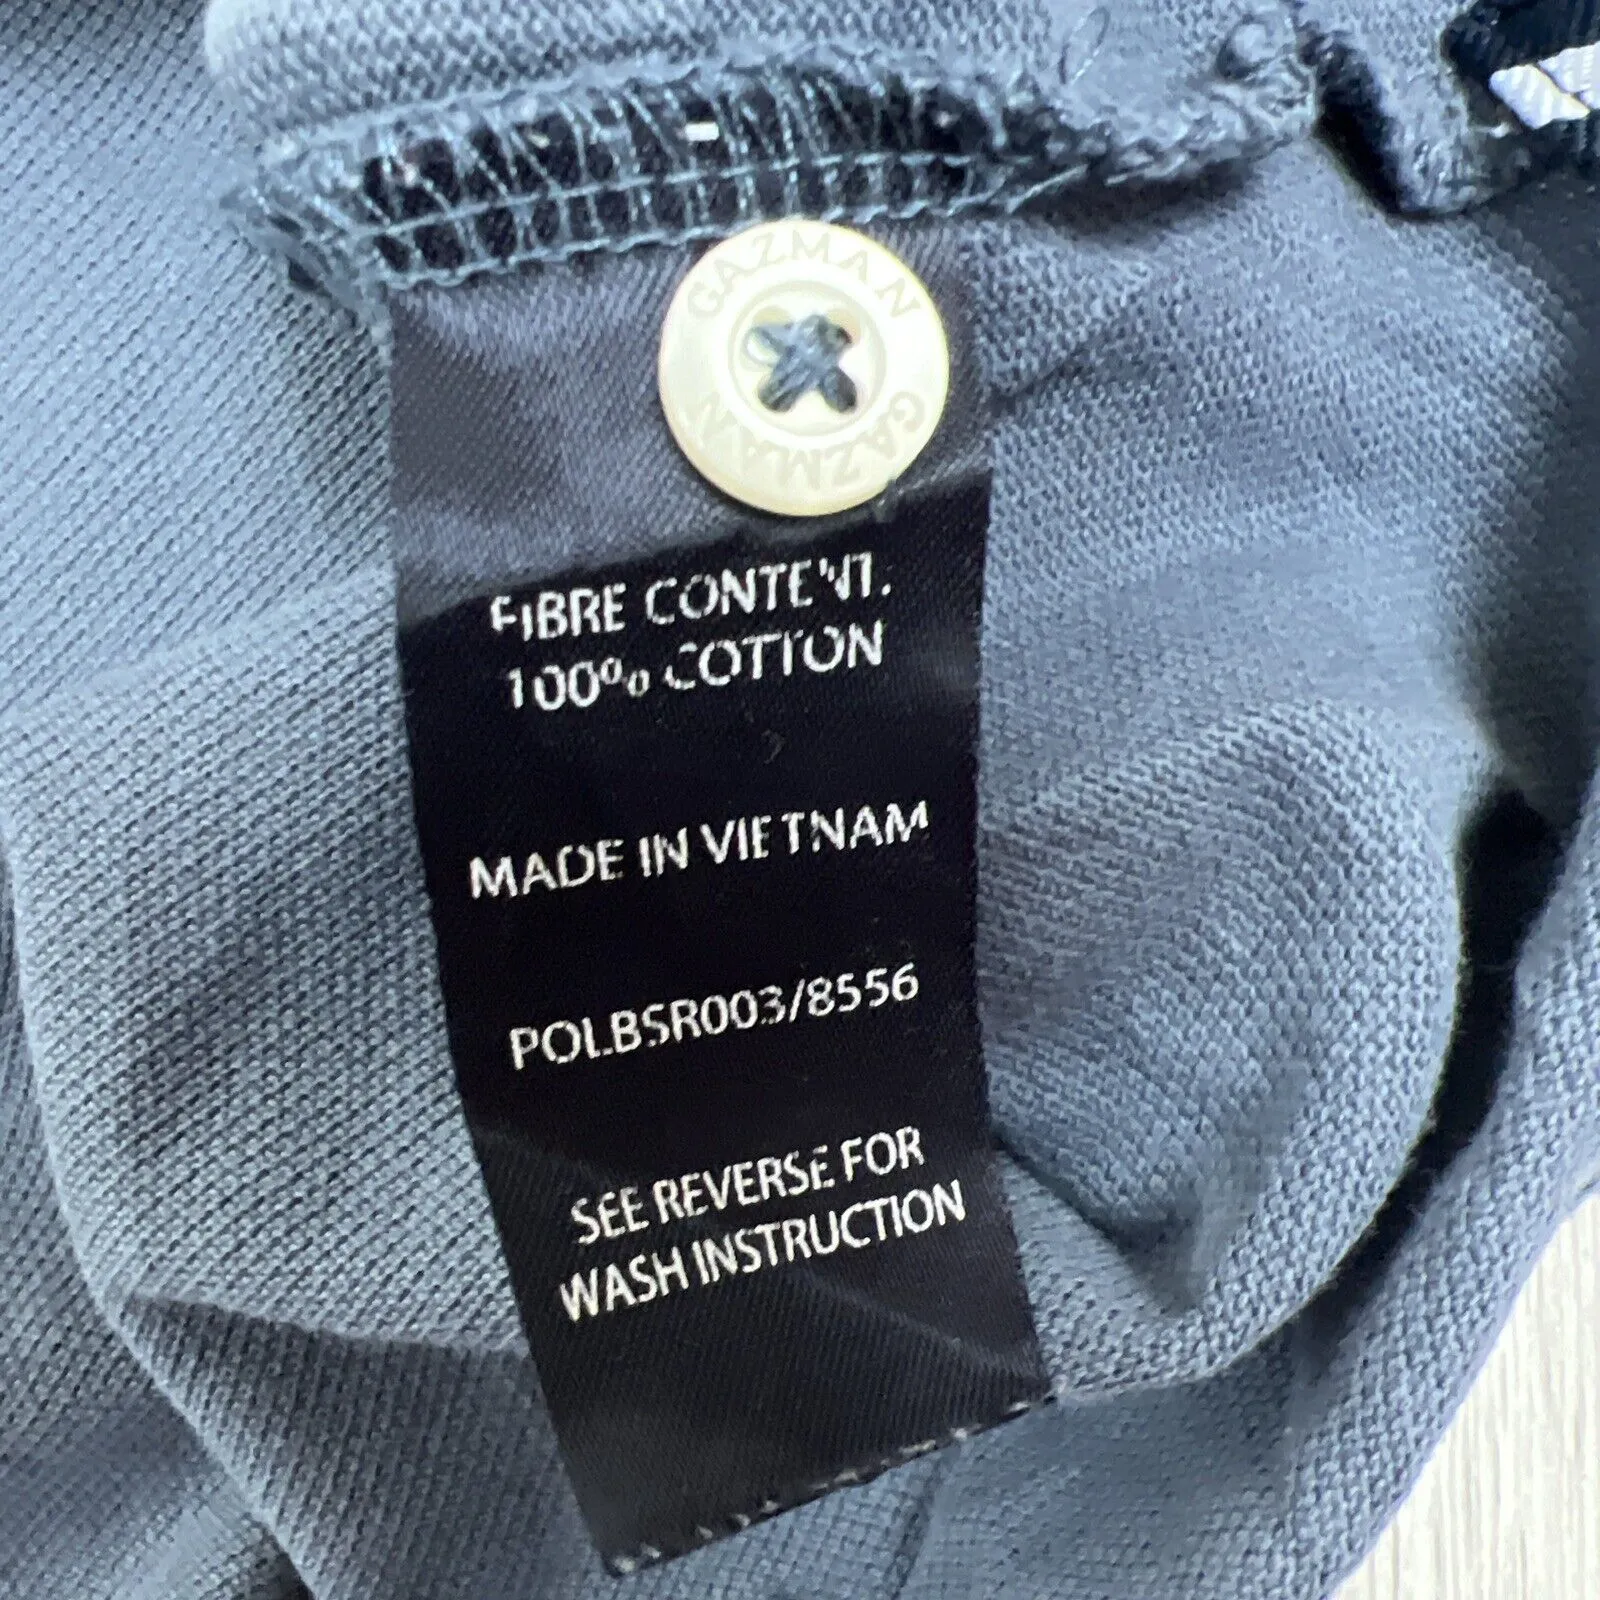 GAZMAN
GAZMAN
FIBRE CONTENT:
100% COTTON
MADE IN VIETNAM
POLBSR003/8556
SEE REVERSE FOR
WASH INSTRUCTION